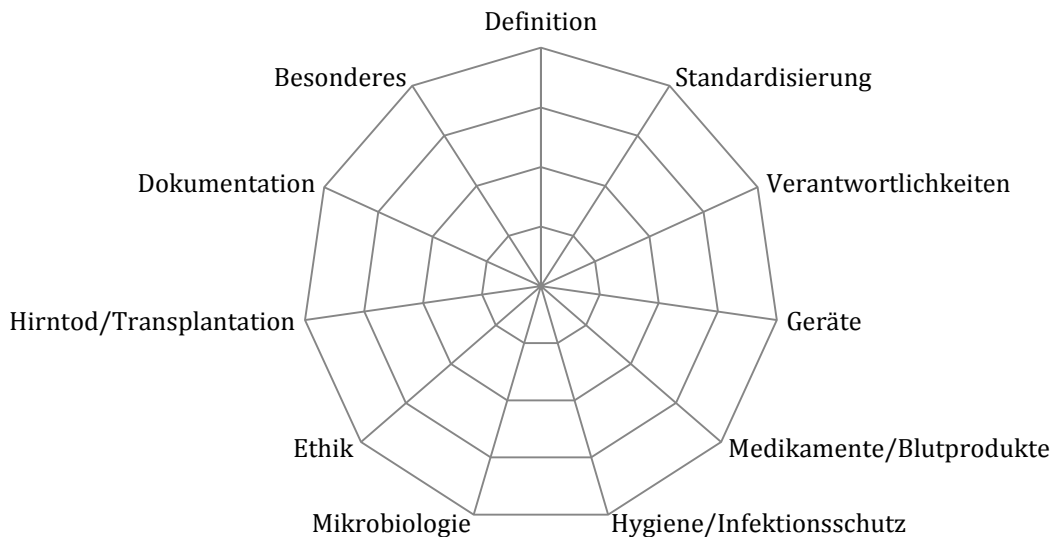 Definition
Besonderes
Standardisierung
Dokumentation
Verantwortlichkeiten
Hirntod/Transplantation
Geräte
Ethik
Medikamente/Blutprodukte
Mikrobiologie
Hygiene/Infektionsschutz